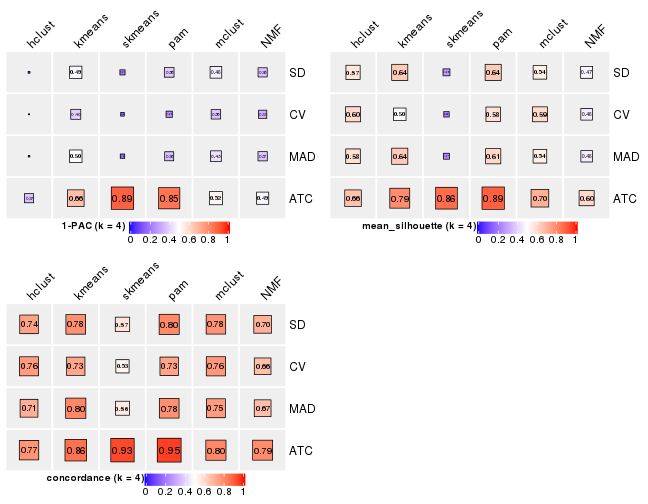 hclust kmeans skmeans pam mclust NMF
0.49 0.48 SD
CV
0.50 MAD
0.66 0.89 0.85 0.52 0.49 ATC
1-PAC (k = 4)
0 0.2 0.4 0.6 0.8 1
hclust kmeans skmeans pam mclust NMF
0.57 0.64 0.64 0.54 0.47 SD
0.60 0.50 0.58 0.59 CV
0.58 0.64 0.61 0.54 MAD
0.66 0.79 0.86 0.89 0.70 0.60 ATC
mean_silhouette (k = 4)
0 0.2 0.4 0.6 0.8 1
hclust kmeans skmeans pam mclust NMF
0.74 0.78 0.57 0.80 0.78 0.70 SD
0.76 0.73 0.53 0.73 0.76 0.66 CV
0.71 0.80 0.56 0.78 0.75 0.67 MAD
0.77 0.86 0.93 0.95 0.80 0.79 ATC
concordance (k = 4)
0 0.2 0.4 0.6 0.8 1